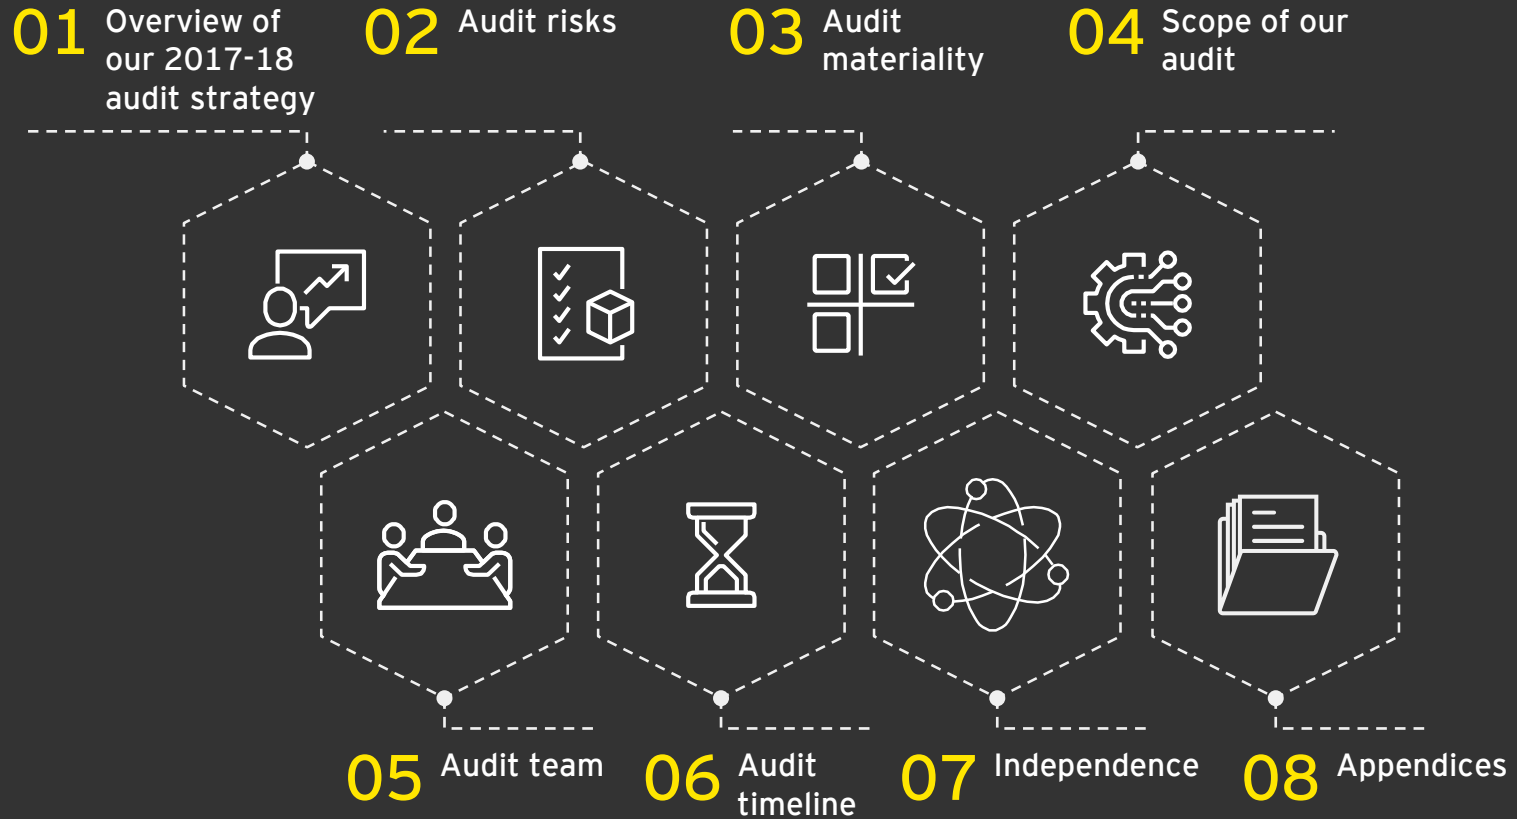 01 Overview of
our 2017-18
audit strategy
02 Audit risks
03 Audit
materiality
04 Scope of our
audit
05 Audit team
06 Audit
timeline
07 Independence
08 Appendices